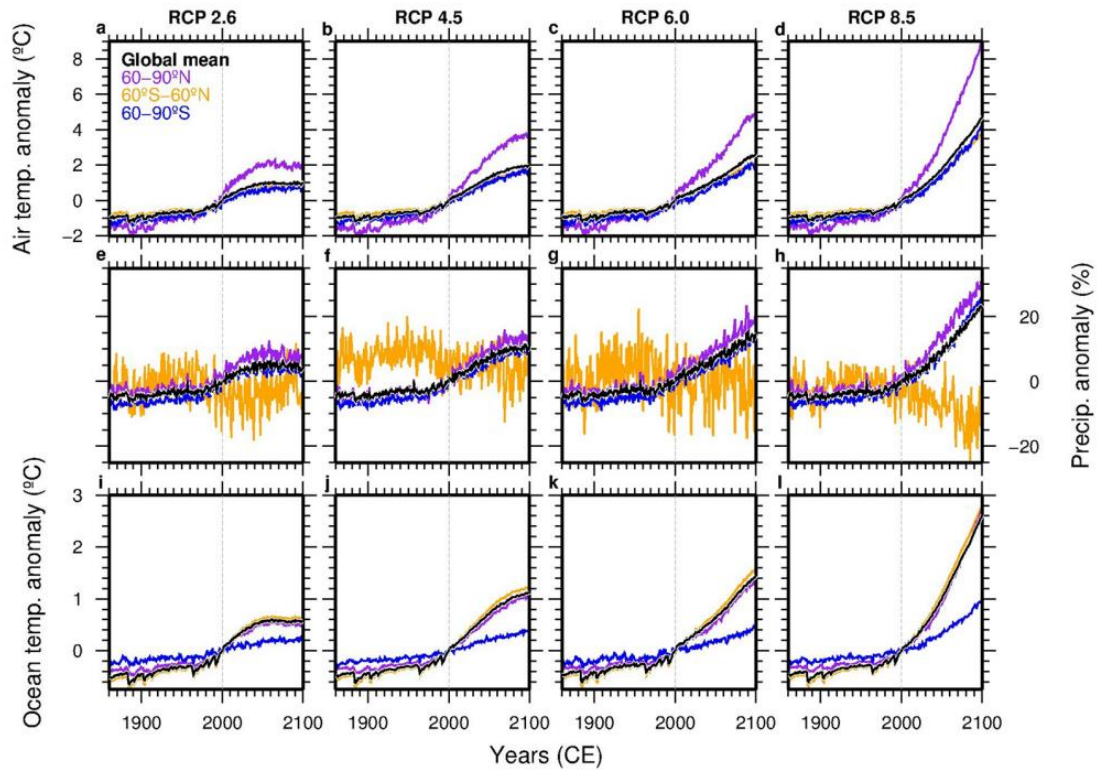 RCP 2.6 RCP 4.5 RCP 6.0 RCP 8.5
a b c d
Air temp. anomaly (ºC)
8
6
4
2
0
−2
Global mean
60−90ºN
60ºS−60ºN
60−90ºS
e f g h
Precip. anomaly (%)
20
0
−20
i j k l
Ocean temp. anomaly (ºC)
3
2
1
0
1900 2000 2100 1900 2000 2100 1900 2000 2100 1900 2000 2100
Years (CE)